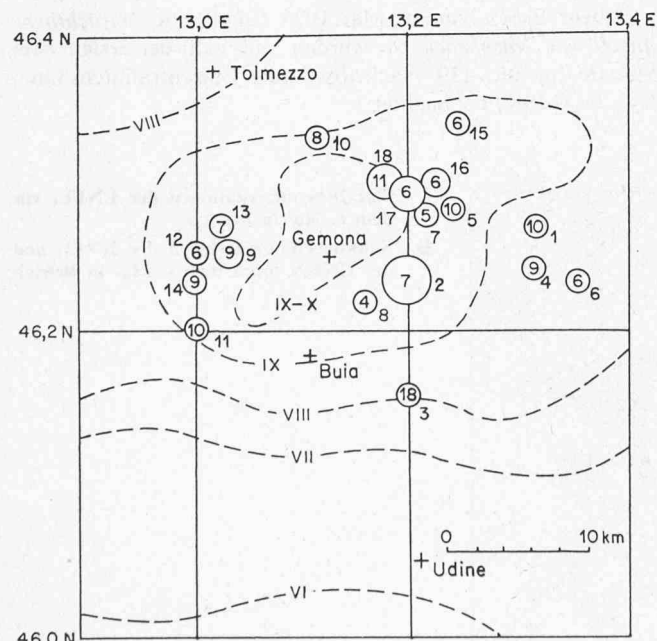 13,0 E 13,2 E 13,4 E
46,4 N
Tolmezzo
VIII
6 15
8 10
18
11 6 16
6
13 17 5 10 5
7 7
12 Gemona 10 1
6 9 9
9 4
14 9 7 2 6 6
IX-X 4 8
46,2 N
10 11
IX Buia
VIII 18 3
VII
0 10 km
Udine
VI
46,0 N